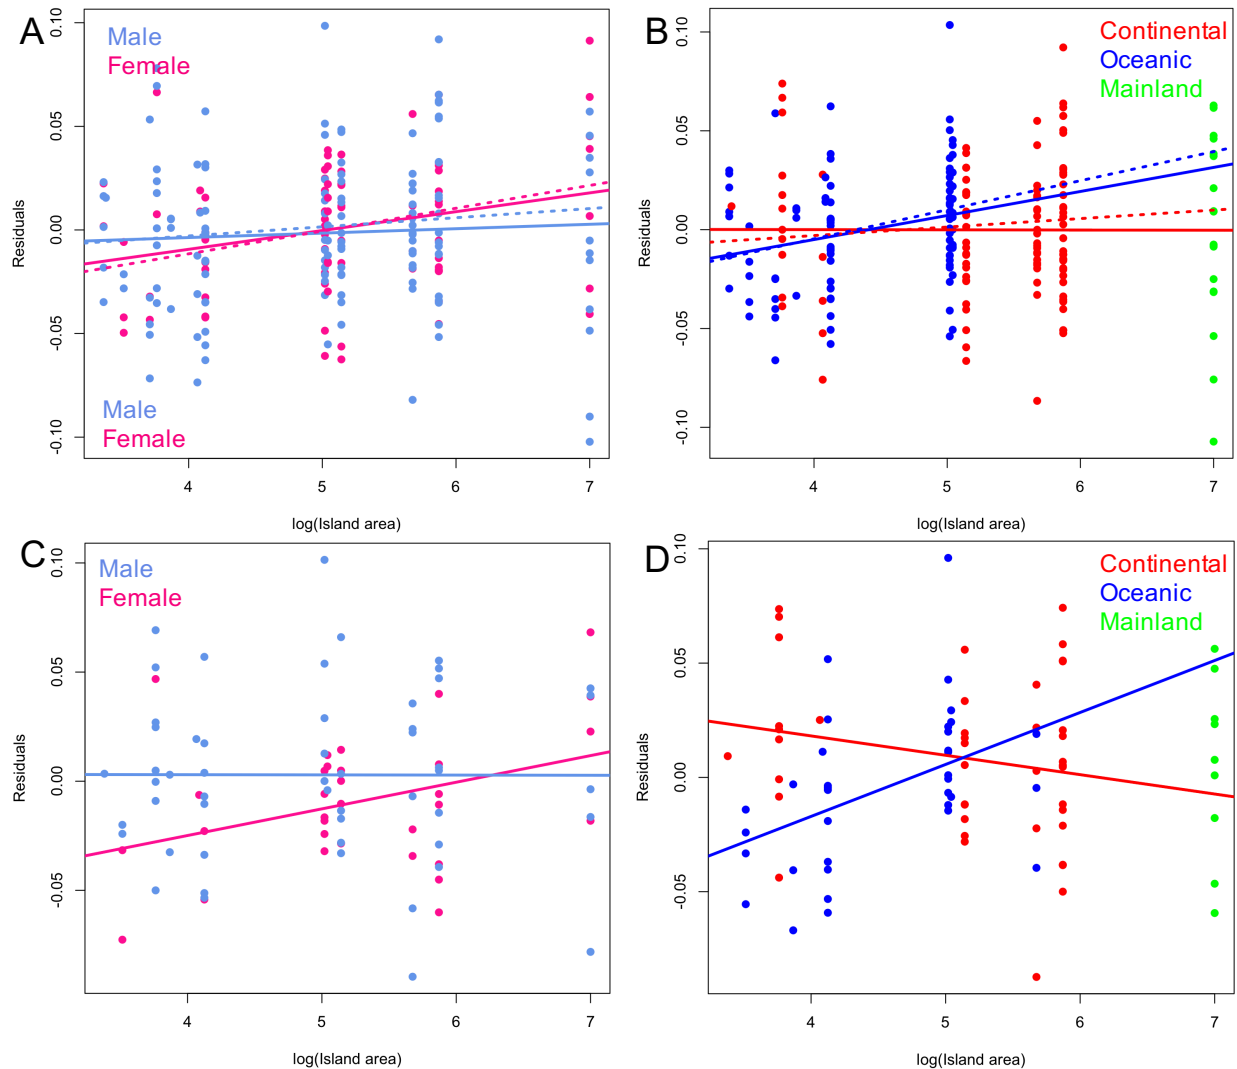 A
Male
Female
Male
Female
0.10
0.05
0.00
-0.05
-0.10
Residuals
4 5 6 7
log(Island area)
B
Continental
Oceanic
Mainland
0.10
0.05
0.00
-0.05
-0.10
Residuals
4 5 6 7
log(Island area)
C
Male
Female
0.10
0.05
0.00
-0.05
Residuals
4 5 6 7
log(Island area)
D
Continental
Oceanic
Mainland
0.10
0.05
0.00
-0.05
Residuals
4 5 6 7
log(Island area)